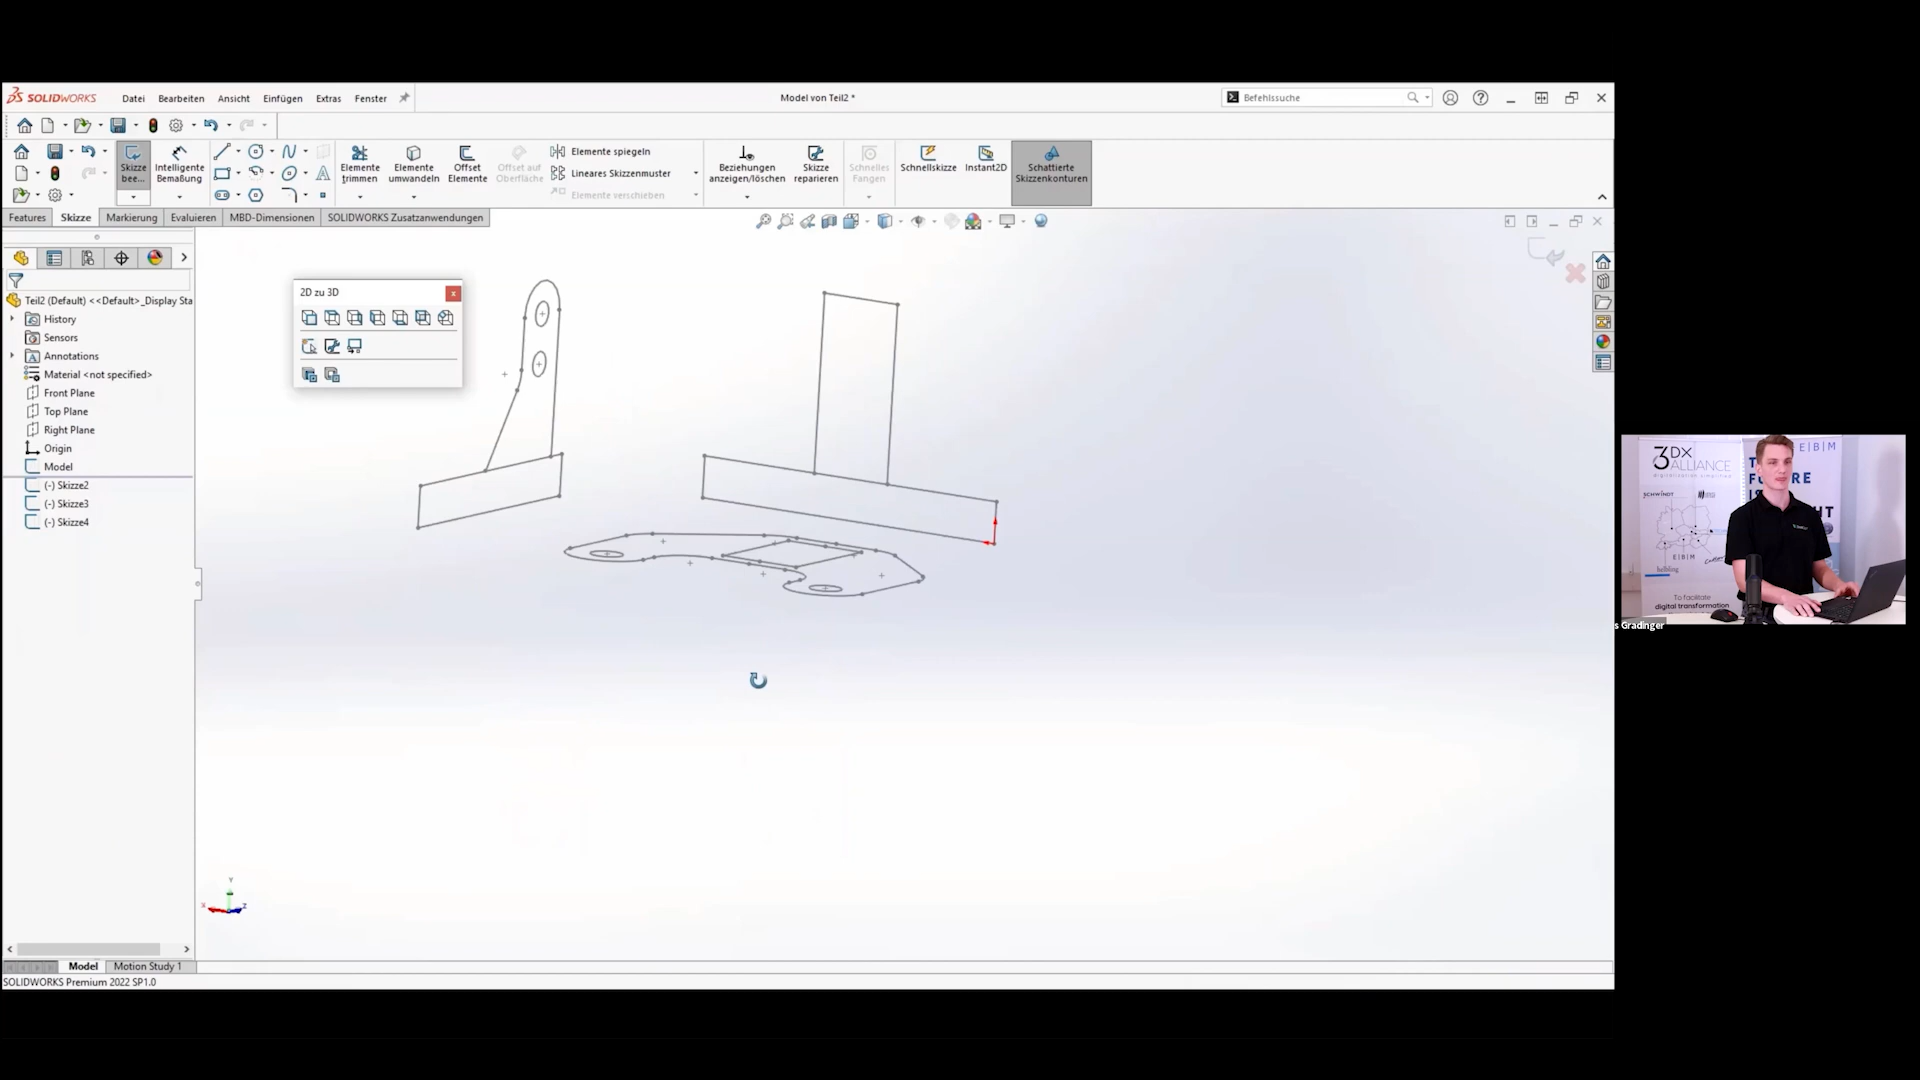 SOLIDWORKS
Datei
Bearbeiten
Ansicht
Einfügen
Extras
Fenster
Model von Teil2 *
Befehlssuche
Skizze
bee...
Intelligente
Bemaßung
Elemente
trimmen
Elemente
umwandeln
Offset
Elemente
Offset auf
Oberfläche
Elemente spiegeln
Lineares Skizzenmuster
Elemente verschieben
Beziehungen
anzeigen/löschen
Skizze
reparieren
Schnelles
Fangen
Schnellskizze
Instant2D
Schattierte
Skizzenkonturen
Features
Skizze
Markierung
Evaluieren
MBD-Dimensionen
SOLIDWORKS Zusatzanwendungen
Teil2 (Default) <<Default>_Display Sta
History
Sensors
Annotations
Material <not specified>
Front Plane
Top Plane
Right Plane
Origin
Model
(-) Skizze2
(-) Skizze3
(-) Skizze4
2D zu 3D
Y
X
Z
Model
Motion Study 1
SOLIDWORKS Premium 2022 SP1.0
3DX
ALLIANCE
SCHWINDT
E|B|M
helbling
To facilitate
digital transformation
E|B|M
s Gradinger